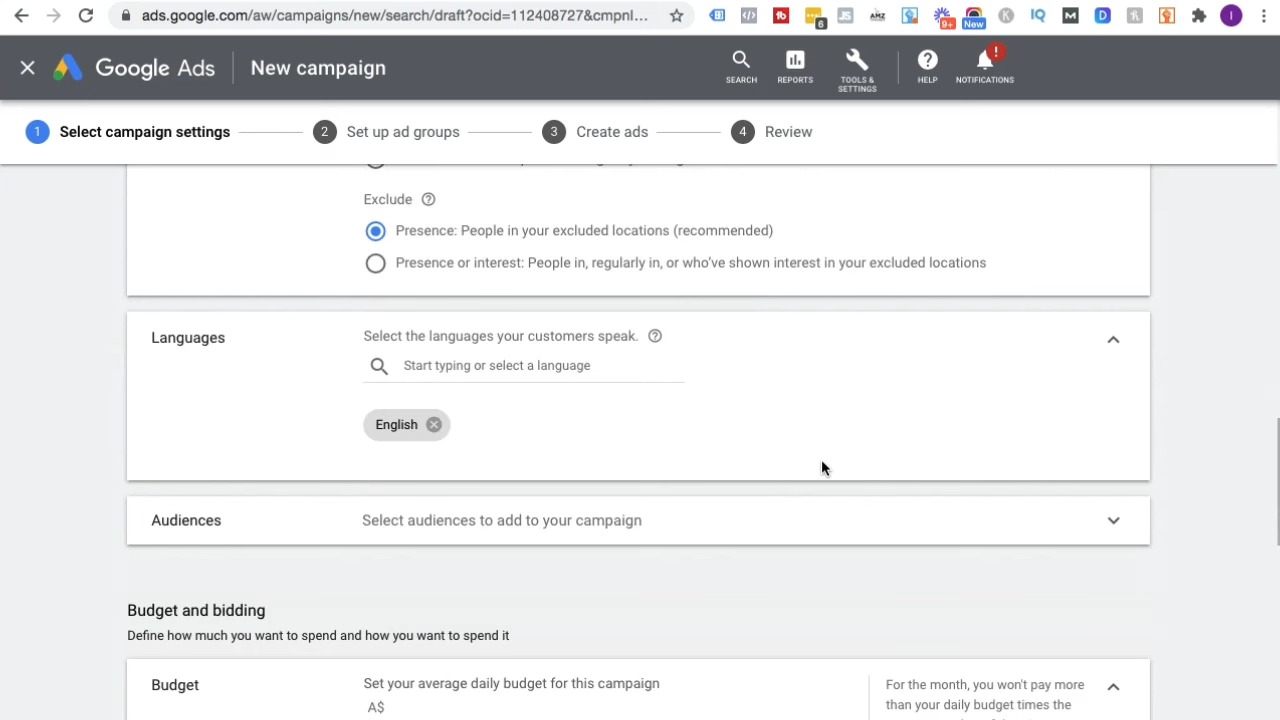 ads.google.com/aw/campaigns/new/search/draft?ocid=112408727&cmpnl...
6
JS
AMZ
9+
New
K
IQ
M
D
I
Google Ads
New campaign
SEARCH
REPORTS
TOOLS & SETTINGS
HELP
!
NOTIFICATIONS
1 Select campaign settings
2 Set up ad groups
3 Create ads
4 Review
Exclude
Presence: People in your excluded locations (recommended)
Presence or interest: People in, regularly in, or who've shown interest in your excluded locations
Languages
Select the languages your customers speak.
Start typing or select a language
English
Audiences
Select audiences to add to your campaign
Budget and bidding
Define how much you want to spend and how you want to spend it
Budget
Set your average daily budget for this campaign
A$
For the month, you won't pay more
than your daily budget times the